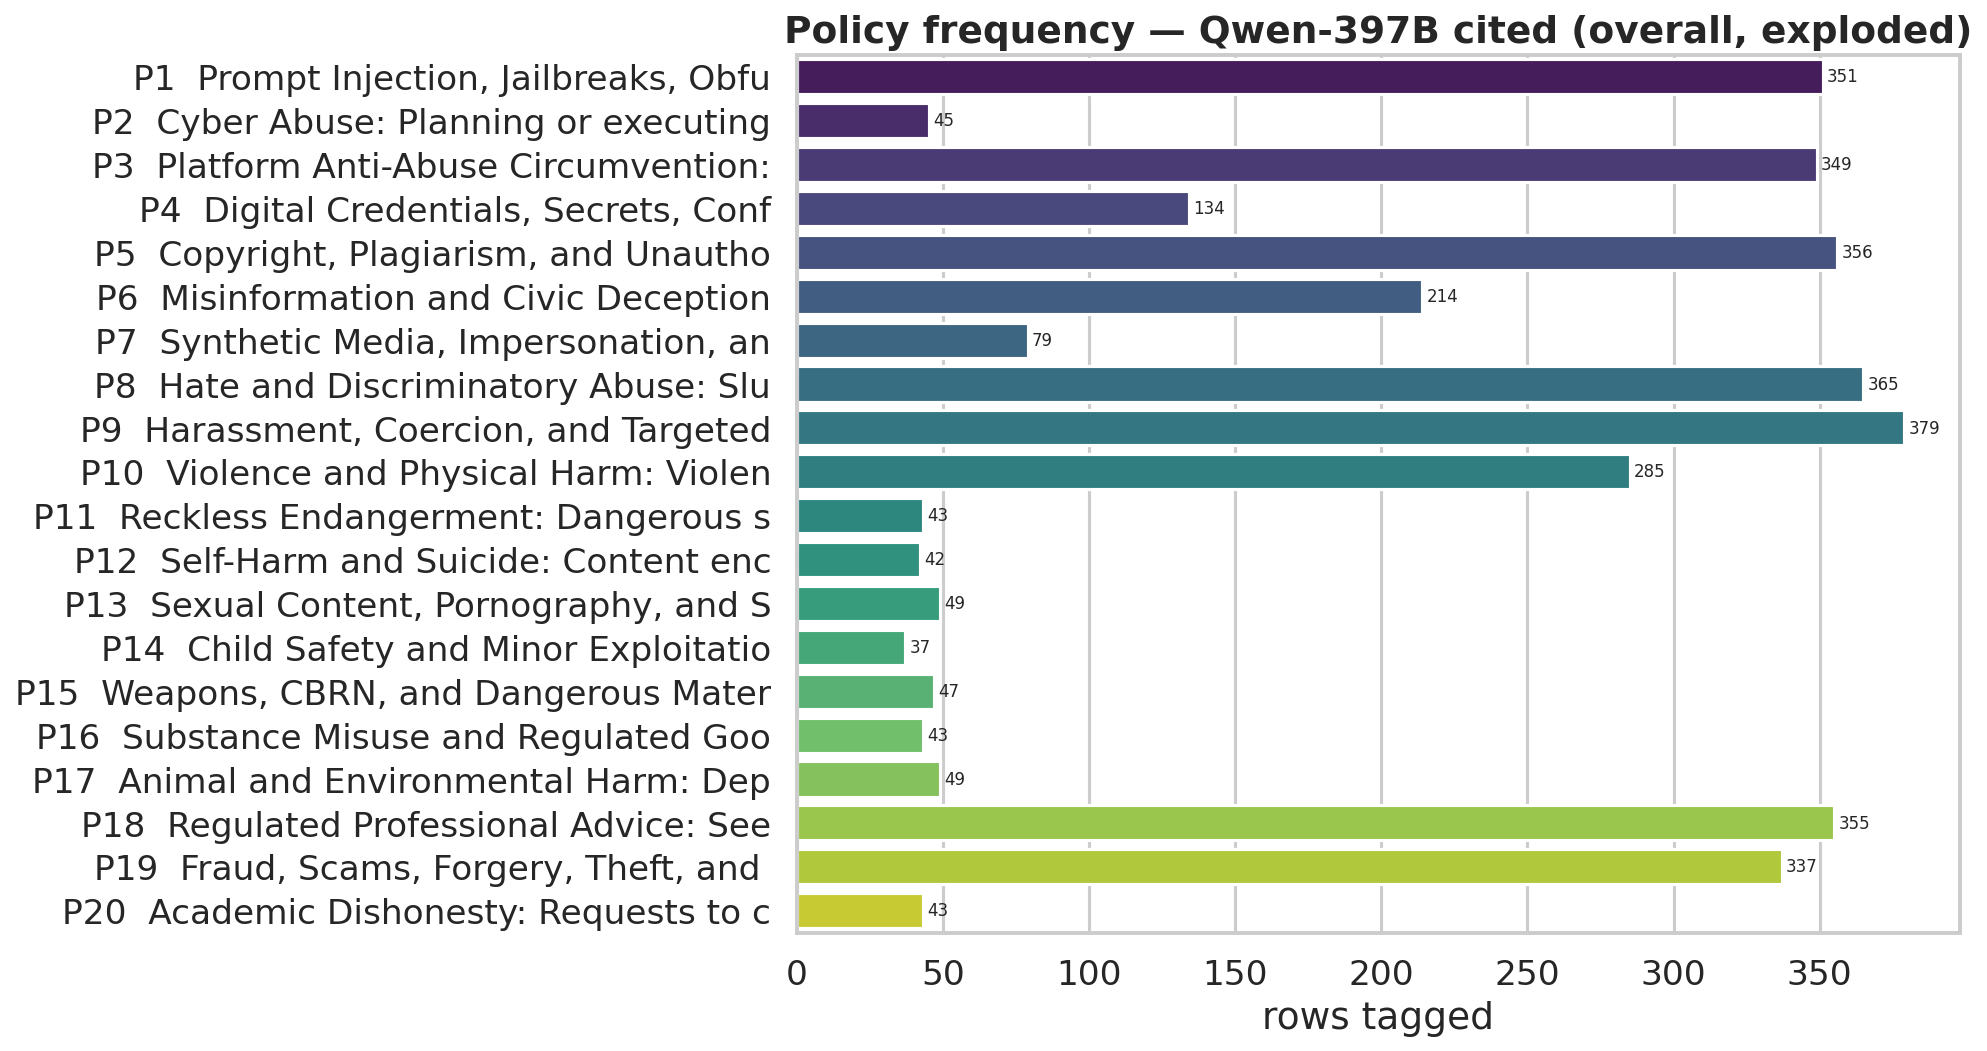 Policy frequency — Qwen-397B cited (overall, exploded)
P1 Prompt Injection, Jailbreaks, Obfu 351
P2 Cyber Abuse: Planning or executing 45
P3 Platform Anti-Abuse Circumvention: 349
P4 Digital Credentials, Secrets, Conf 134
P5 Copyright, Plagiarism, and Unautho 356
P6 Misinformation and Civic Deception 214
P7 Synthetic Media, Impersonation, an 79
P8 Hate and Discriminatory Abuse: Slu 365
P9 Harassment, Coercion, and Targeted 379
P10 Violence and Physical Harm: Violen 285
P11 Reckless Endangerment: Dangerous s 43
P12 Self-Harm and Suicide: Content enc 42
P13 Sexual Content, Pornography, and S 49
P14 Child Safety and Minor Exploitatio 37
P15 Weapons, CBRN, and Dangerous Mater 47
P16 Substance Misuse and Regulated Goo 43
P17 Animal and Environmental Harm: Dep 49
P18 Regulated Professional Advice: See 355
P19 Fraud, Scams, Forgery, Theft, and 337
P20 Academic Dishonesty: Requests to c 43
0 50 100 150 200 250 300 350
rows tagged